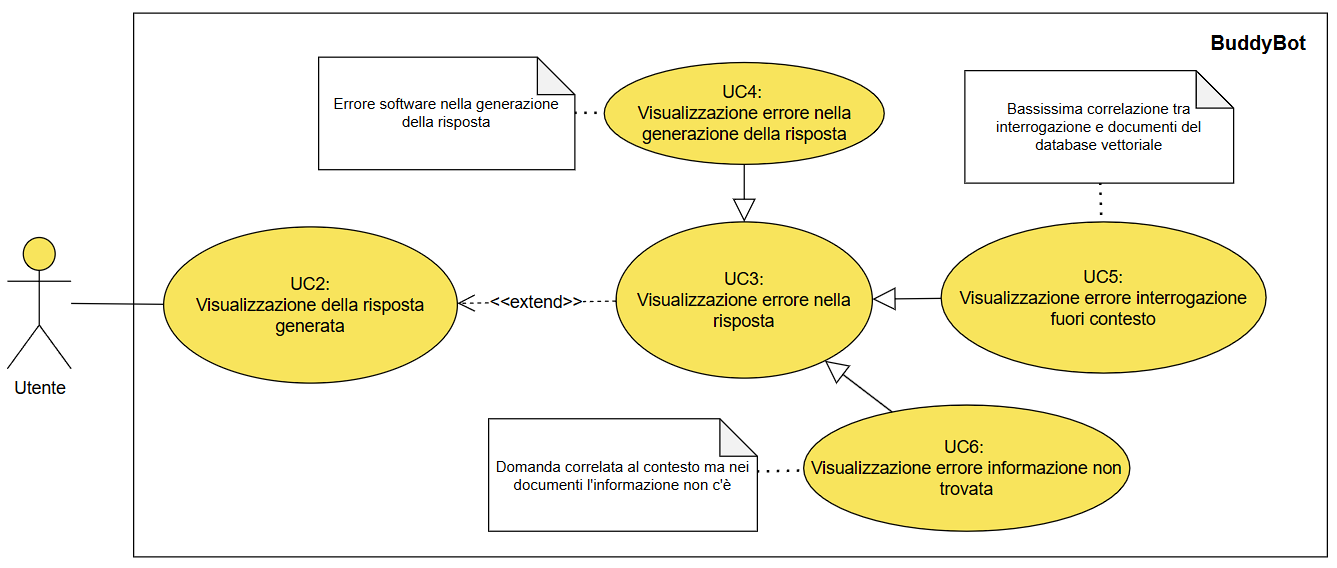 BuddyBot
Errore software nella generazione
della risposta
UC4:
Visualizzazione errore nella
generazione della risposta
Bassissima correlazione tra
interrogazione e documenti del
database vettoriale
Utente
UC2:
Visualizzazione della risposta
generata
<<extend>>
UC3:
Visualizzazione errore nella
risposta
UC5:
Visualizzazione errore interrogazione
fuori contesto
Domanda correlata al contesto ma nei
documenti l'informazione non c'è
UC6:
Visualizzazione errore informazione non
trovata